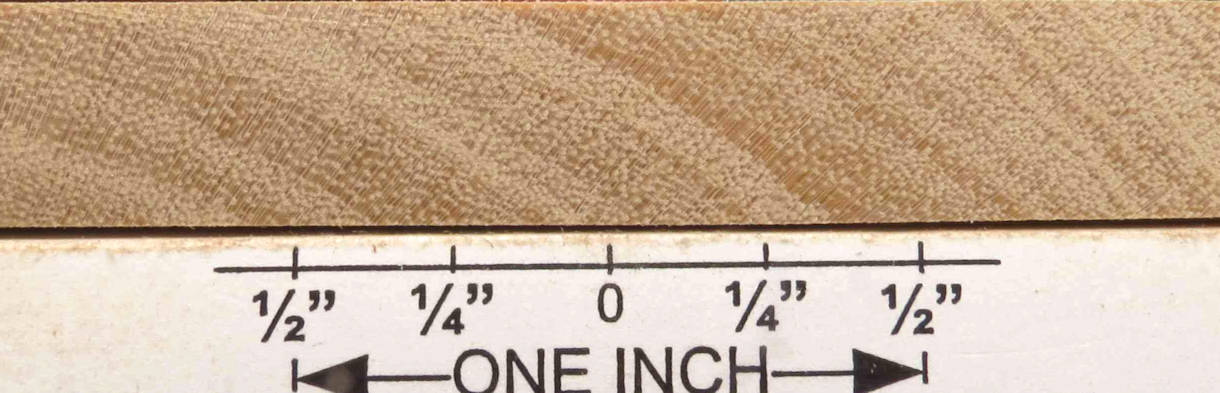 ½” ¼” 0 ¼” ½”
ONE INCH